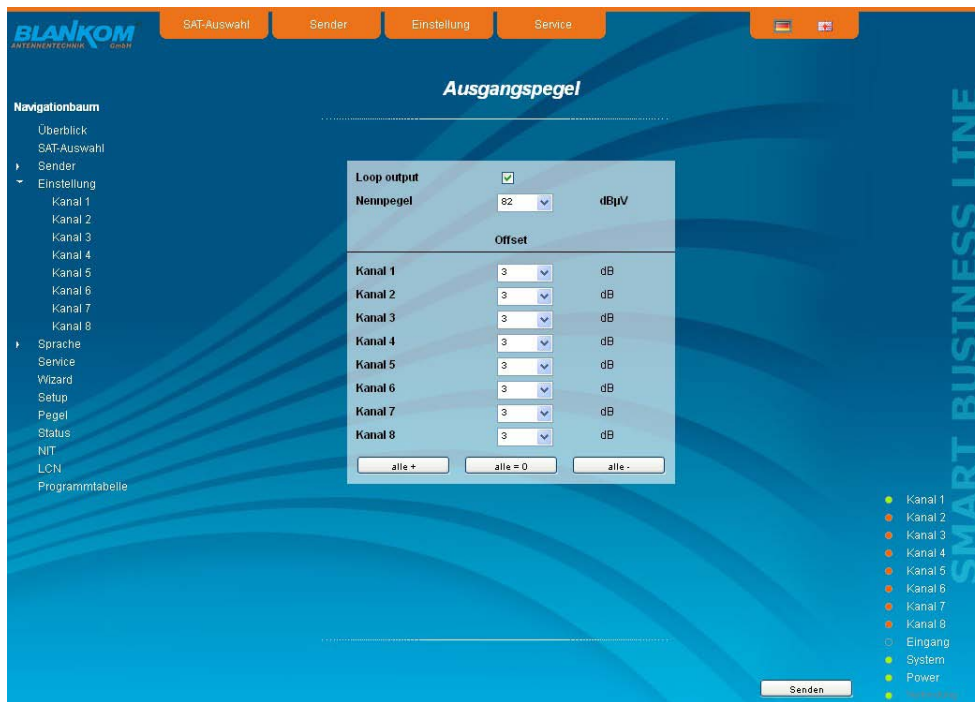 BLANKOM
ANTENNENTECHNIK GmbH
SAT-Auswahl
Sender
Einstellung
Service
Ausgangspegel
Navigationbaum
Überblick
SAT-Auswahl
Sender
Einstellung
Kanal 1
Kanal 2
Kanal 3
Kanal 4
Kanal 5
Kanal 6
Kanal 7
Kanal 8
Sprache
Service
Wizard
Setup
Pegel
Status
NIT
LCN
Programmtabelle
Loop output
Nennpegel 82 dBµV
Offset
Kanal 1 3 dB
Kanal 2 3 dB
Kanal 3 3 dB
Kanal 4 3 dB
Kanal 5 3 dB
Kanal 6 3 dB
Kanal 7 3 dB
Kanal 8 3 dB
alle + alle = 0 alle -
SMART BUSINESS LINE
Kanal 1
Kanal 2
Kanal 3
Kanal 4
Kanal 5
Kanal 6
Kanal 7
Kanal 8
Eingang
System
Power
Senden